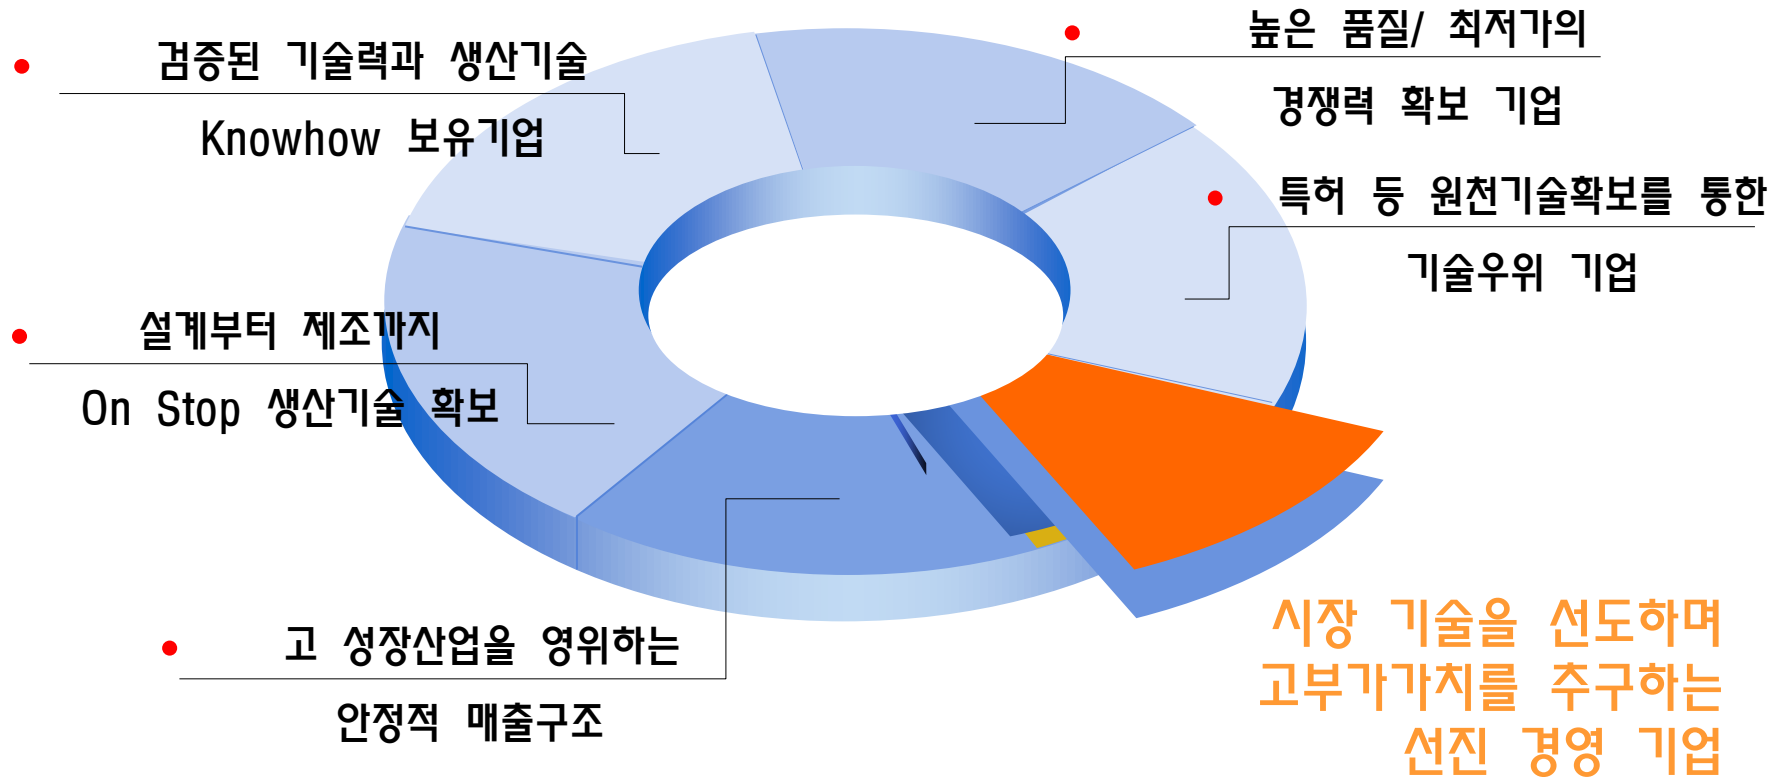 검증된 기술력과 생산기술
Knowhow 보유기업
높은 품질/ 최저가의
경쟁력 확보 기업
특허 등 원천기술확보를 통한
기술우위 기업
설계부터 제조까지
On Stop 생산기술 확보
고 성장산업을 영위하는
안정적 매출구조
시장 기술을 선도하며
고부가가치를 추구하는
선진 경영 기업